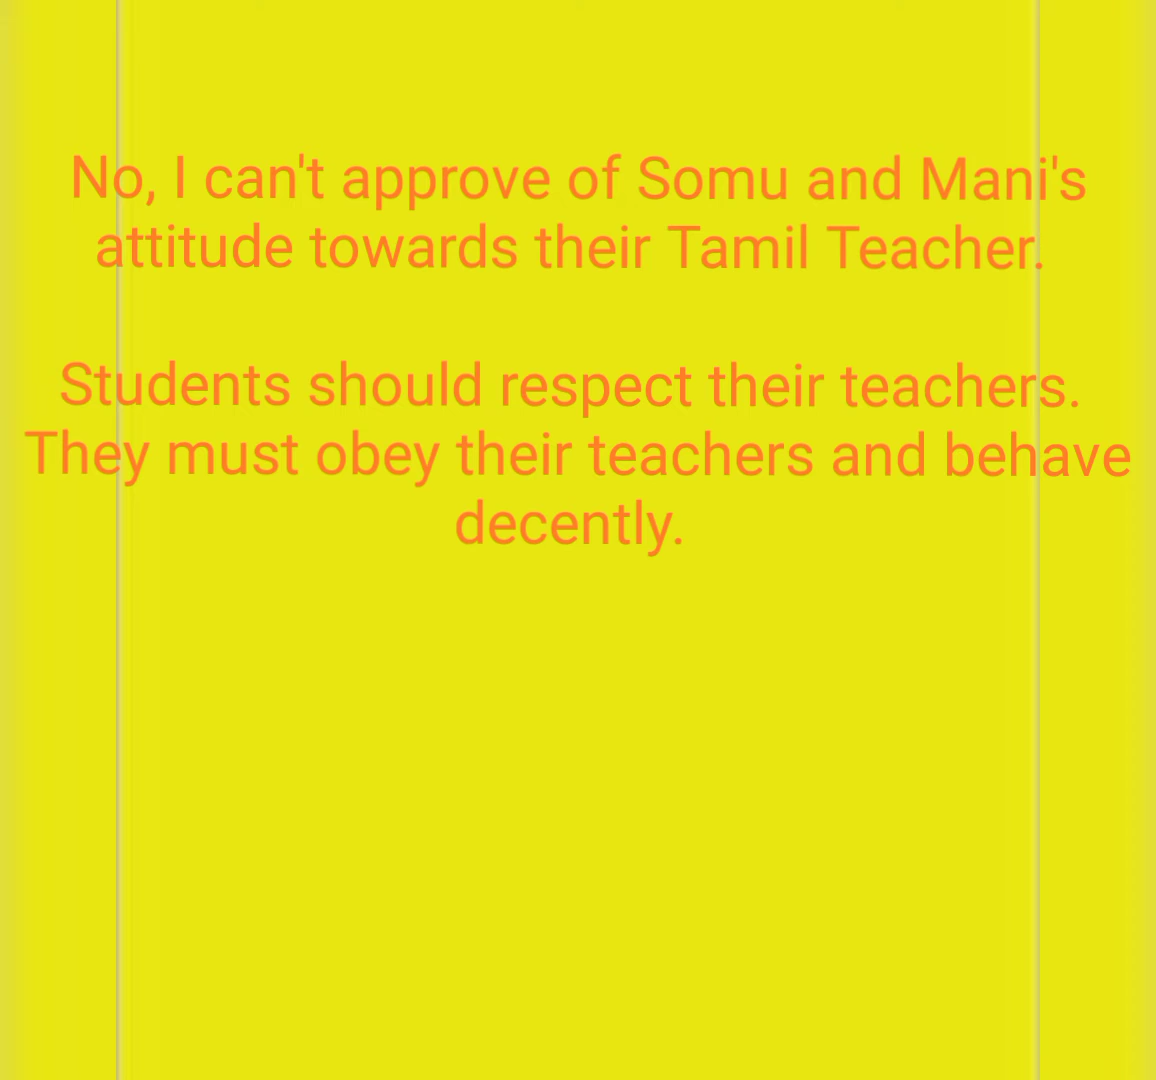 No, I can't approve of Somu and Mani's
attitude towards their Tamil Teacher.
Students should respect their teachers.
They must obey their teachers and behave
decently.